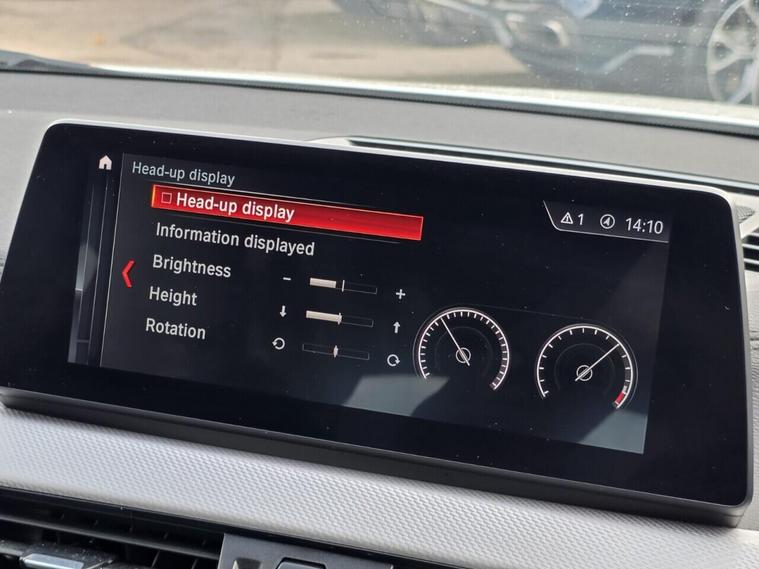 Head-up display
1 14:10
Head-up display
Information displayed
Brightness
- +
Height
Rotation